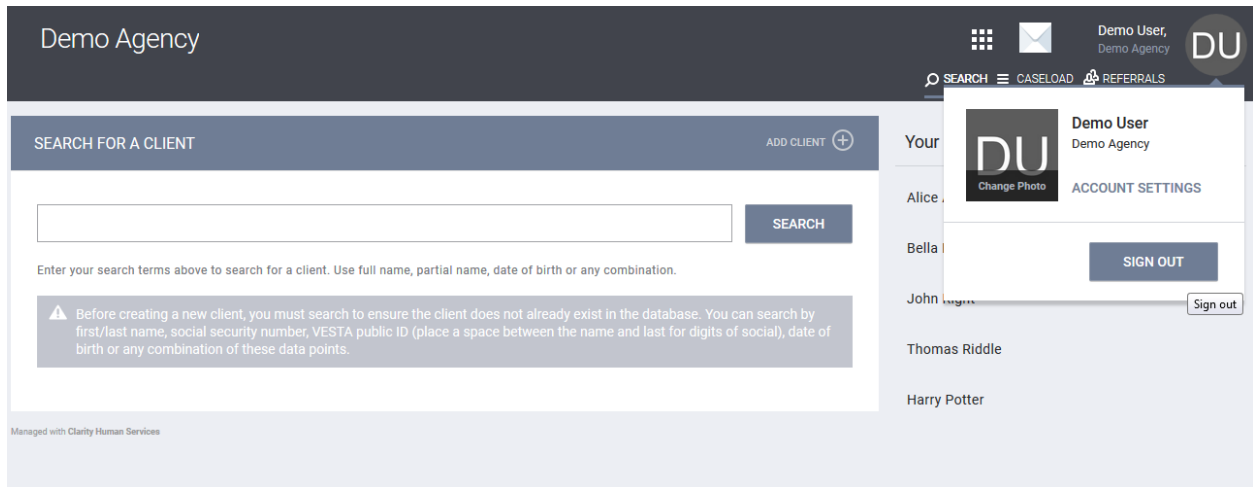 Demo Agency
Demo User,
Demo Agency
DU
SEARCH
CASELOAD
REFERRALS
SEARCH FOR A CLIENT
ADD CLIENT
SEARCH
Enter your search terms above to search for a client. Use full name, partial name, date of birth or any combination.
Before creating a new client, you must search to ensure the client does not already exist in the database. You can search by
first/last name, social security number, VESTA public ID (place a space between the name and last for digits of social), date of
birth or any combination of these data points.
Managed with Clarity Human Services
Your
Alice
Bella
John
Thomas Riddle
Harry Potter
DU
Change Photo
Demo User
Demo Agency
ACCOUNT SETTINGS
SIGN OUT
Sign out